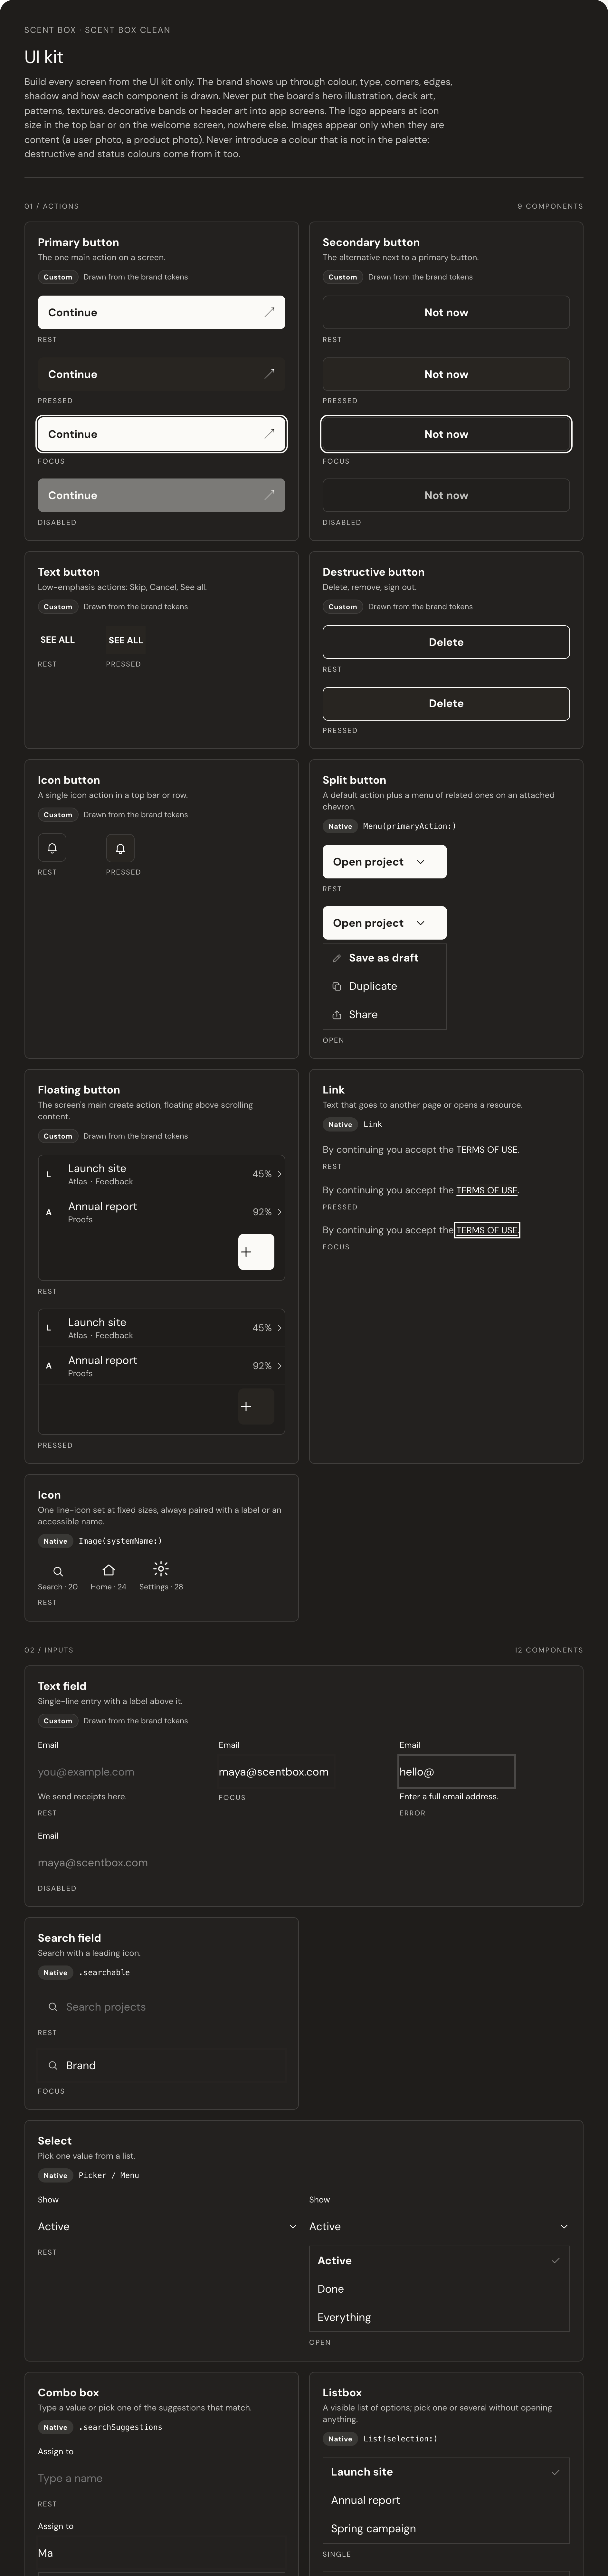 SCENT BOX · SCENT BOX CLEAN
UI kit
Build every screen from the UI kit only. The brand shows up through colour, type, corners, edges,
shadow and how each component is drawn. Never put the board's hero illustration, deck art,
patterns, textures, decorative bands or header art into app screens. The logo appears at icon
size in the top bar or on the welcome screen, nowhere else. Images appear only when they are
content (a user photo, a product photo). Never introduce a colour that is not in the palette:
destructive and status colours come from it too.
01 / ACTIONS
9 COMPONENTS
Primary button
The one main action on a screen.
Custom Drawn from the brand tokens
Continue
REST
Continue
PRESSED
Continue
FOCUS
Continue
DISABLED
Secondary button
The alternative next to a primary button.
Custom Drawn from the brand tokens
Not now
REST
Not now
PRESSED
Not now
FOCUS
Not now
DISABLED
Text button
Low-emphasis actions: Skip, Cancel, See all.
Custom Drawn from the brand tokens
SEE ALL
REST
SEE ALL
PRESSED
Destructive button
Delete, remove, sign out.
Custom Drawn from the brand tokens
Delete
REST
Delete
PRESSED
Icon button
A single icon action in a top bar or row.
Custom Drawn from the brand tokens
REST
PRESSED
Split button
A default action plus a menu of related ones on an attached
chevron.
Native Menu(primaryAction:)
Open project
REST
Open project
Save as draft
Duplicate
Share
OPEN
Floating button
The screen's main create action, floating above scrolling
content.
Custom Drawn from the brand tokens
L Launch site 45%
Atlas · Feedback
A Annual report 92%
Proofs
REST
L Launch site 45%
Atlas · Feedback
A Annual report 92%
Proofs
PRESSED
Link
Text that goes to another page or opens a resource.
Native Link
By continuing you accept the TERMS OF USE.
REST
By continuing you accept the TERMS OF USE.
PRESSED
By continuing you accept the TERMS OF USE.
FOCUS
Icon
One line-icon set at fixed sizes, always paired with a label or an
accessible name.
Native Image(systemName:)
Search · 20
Home · 24
Settings · 28
REST
02 / INPUTS
12 COMPONENTS
Text field
Single-line entry with a label above it.
Custom Drawn from the brand tokens
Email
you@example.com
We send receipts here.
REST
Email
maya@scentbox.com
FOCUS
Email
hello@
Enter a full email address.
ERROR
Email
maya@scentbox.com
DISABLED
Search field
Search with a leading icon.
Native .searchable
Search projects
REST
Brand
FOCUS
Select
Pick one value from a list.
Native Picker / Menu
Show
Active
REST
Show
Active
Active
Done
Everything
OPEN
Combo box
Type a value or pick one of the suggestions that match.
Native .searchSuggestions
Assign to
Type a name
REST
Assign to
Ma
Listbox
A visible list of options; pick one or several without opening
anything.
Native List(selection:)
Launch site
Annual report
Spring campaign
SINGLE